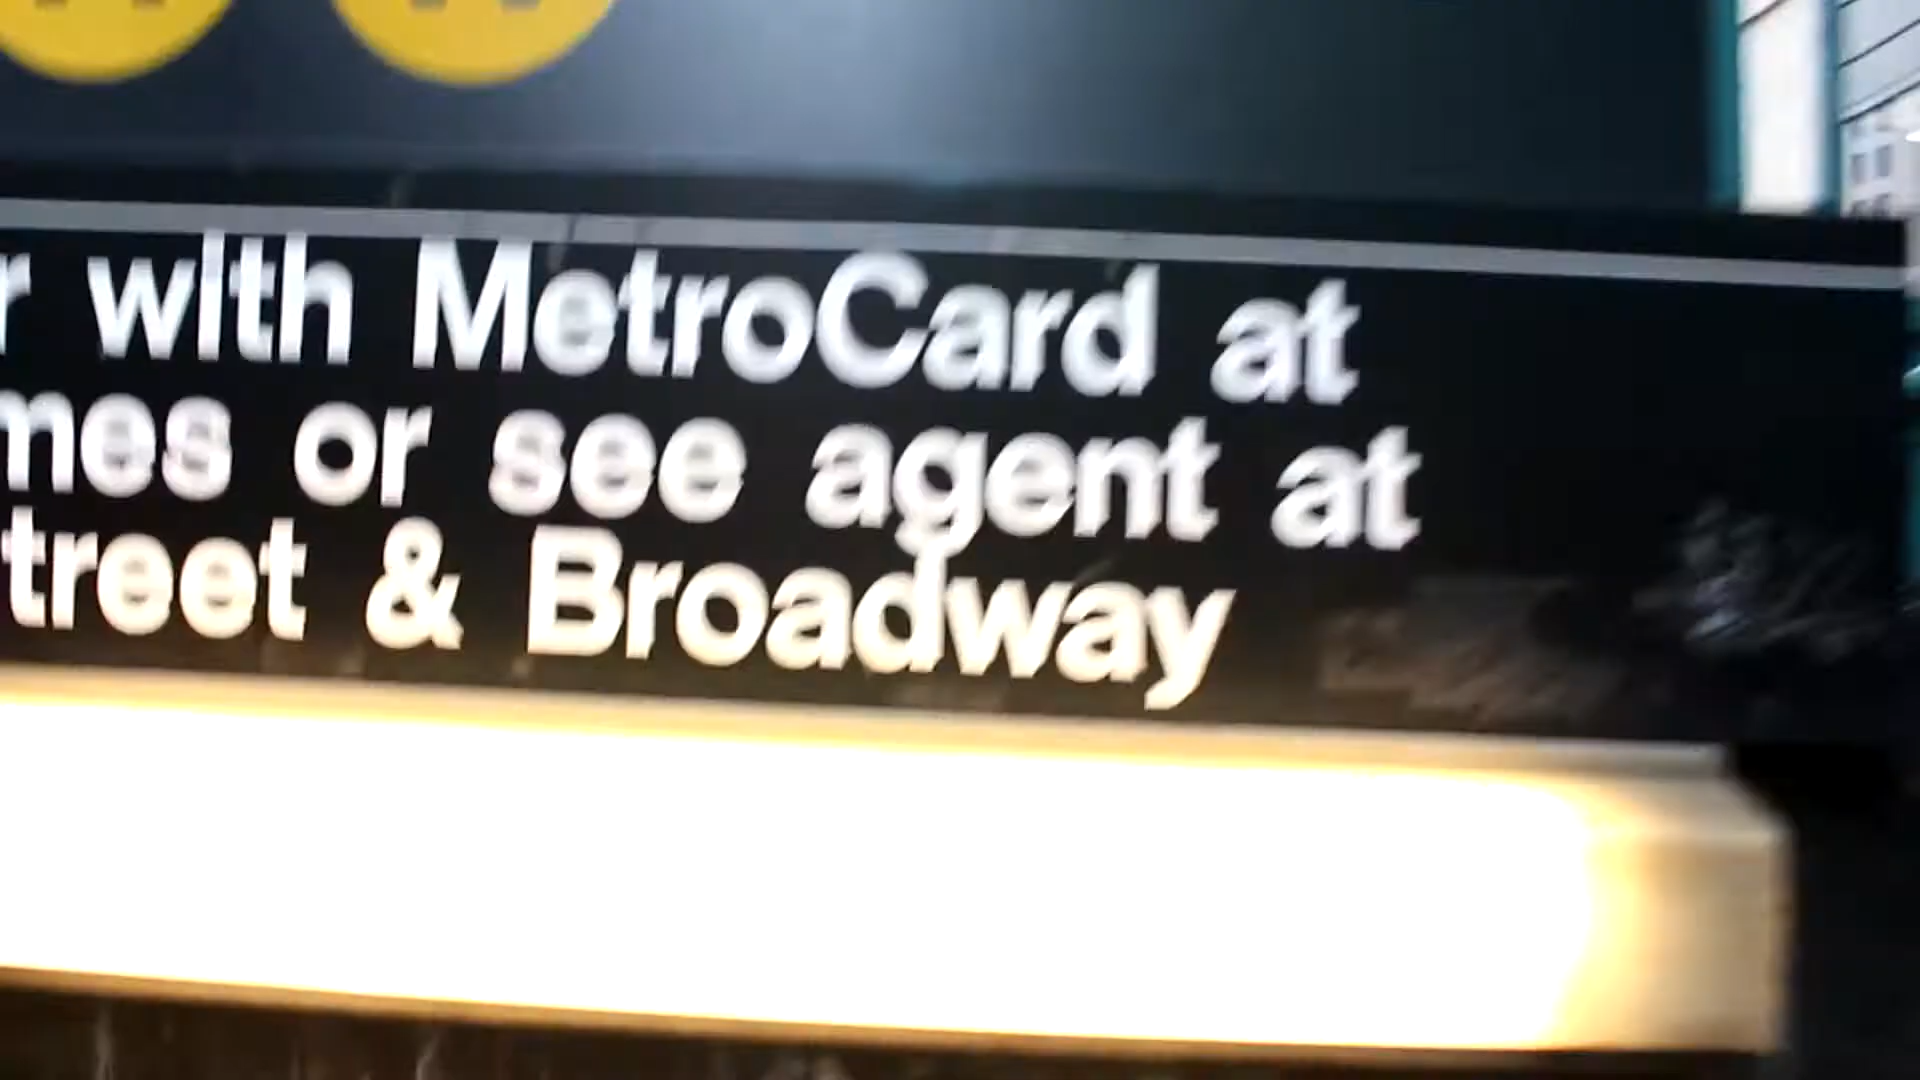 r with MetroCard at
mes or see agent at
treet & Broadway